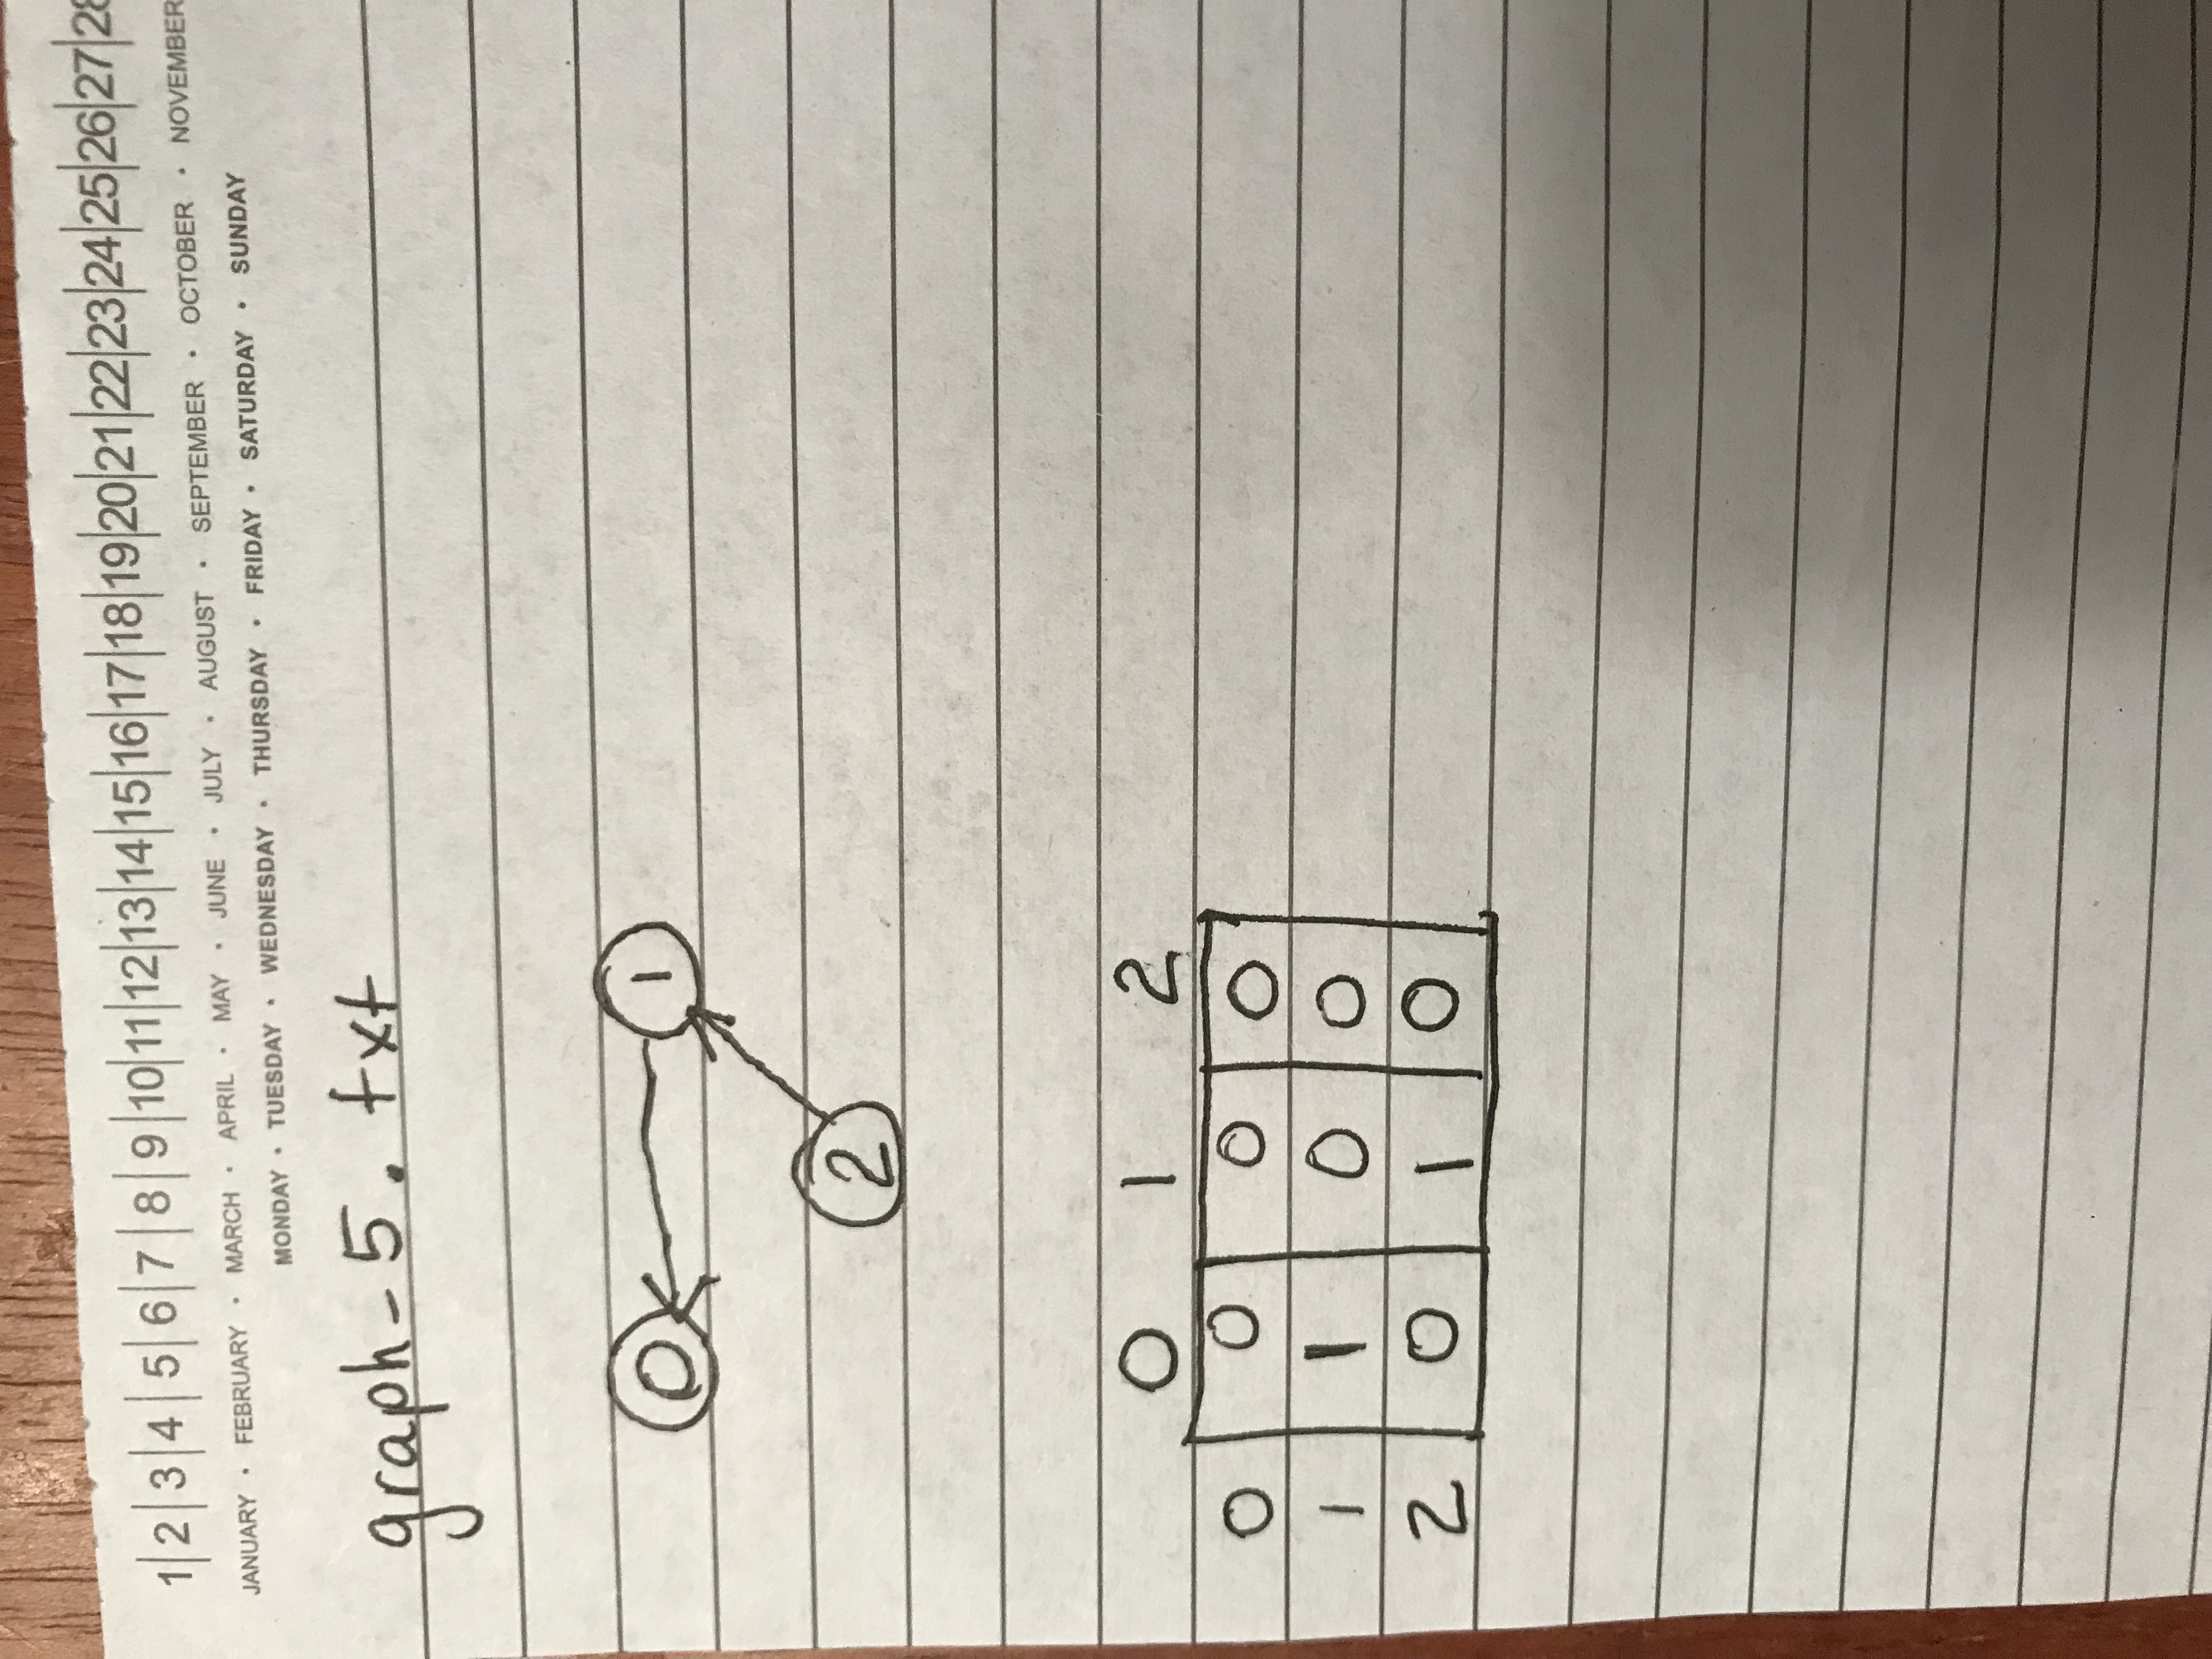 1|2|3|4|5|6|7|8|9|10|11|12|13|14|15|16|17|18|19|20|21|22|23|24|25|26|27|28
JANUARY • FEBRUARY • MARCH • APRIL • MAY • JUNE • JULY • AUGUST • SEPTEMBER • OCTOBER • NOVEMBER
MONDAY • TUESDAY • WEDNESDAY • THURSDAY • FRIDAY • SATURDAY • SUNDAY
graph-5.txt
0 1
2
0 1 2
0 0 0 0
1 1 0 0
2 0 1 0